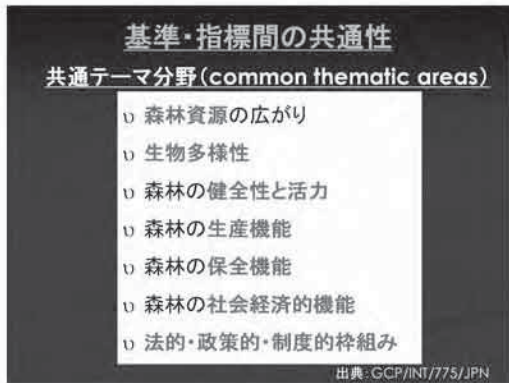 基準・指標間の共通性
共通テーマ分野(common thematic areas)
υ 森林資源の広がり
υ 生物多様性
υ 森林の健全性と活力
υ 森林の生産機能
υ 森林の保全機能
υ 森林の社会経済的機能
υ 法的・政策的・制度的枠組み
出典:GCP/INT/775/JPN